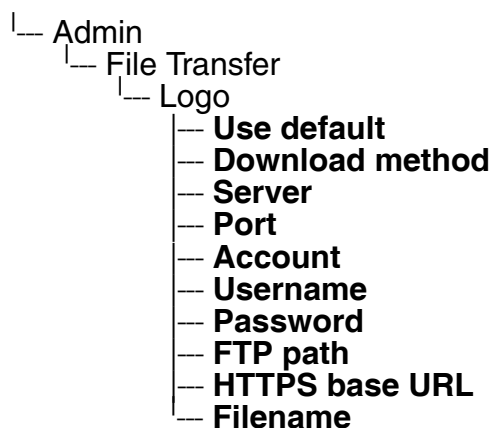 Admin
File Transfer
Logo
Use default
Download method
Server
Port
Account
Username
Password
FTP path
HTTPS base URL
Filename